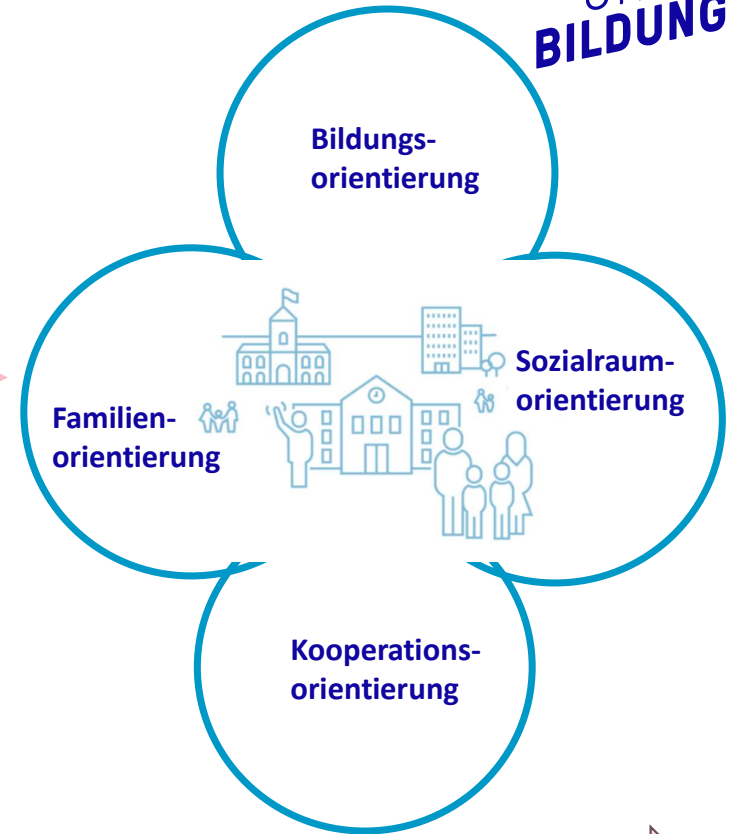 BILDUNG
Bildungs-
orientierung
Sozialraum-
orientierung
Familien-
orientierung
Kooperations-
orientierung